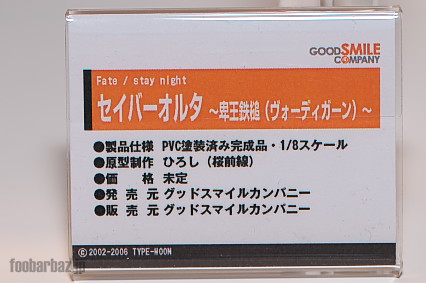 GOOD SMILE
COMPANY
Fate / stay night
セイバーオルタ ～卑王鉄槌（ヴォーディガーン）～
●製品仕様 PVC塗装済み完成品・1/8スケール
●原型制作 ひろし（桜前線）
●価　　格 未定
●発 売 元 グッドスマイルカンパニー
●販 売 元 グッドスマイルカンパニー
©2002-2006 TYPE-MOON
foobarbaz.jp